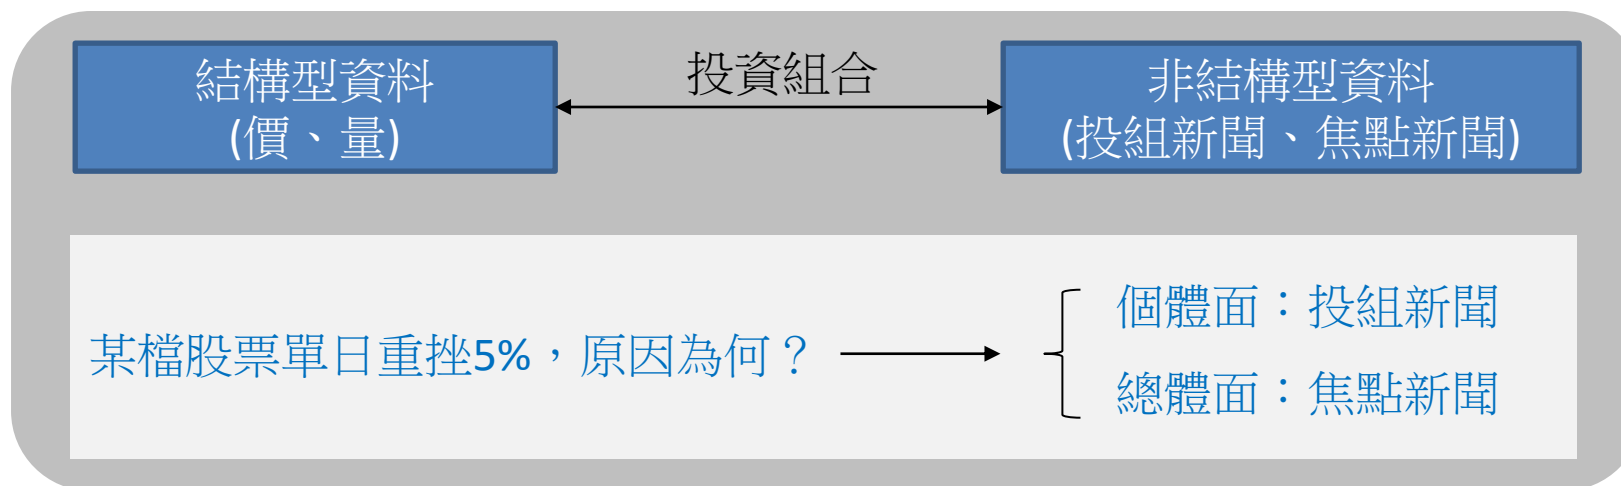 結構型資料
(價、量)
投資組合
非結構型資料
(投組新聞、焦點新聞)
某檔股票單日重挫5%，原因為何？
個體面：投組新聞
總體面：焦點新聞